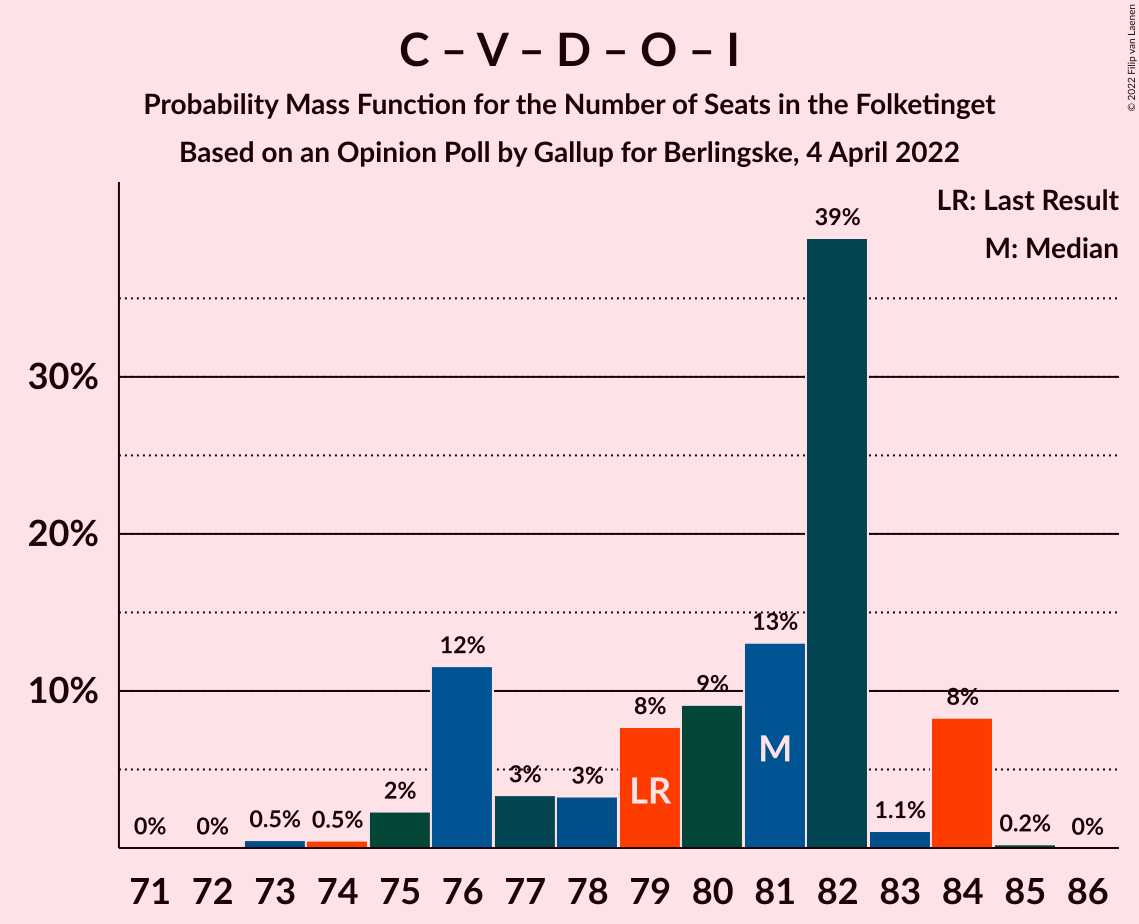 C – V – D – O – I
Probability Mass Function for the Number of Seats in the Folketinget
Based on an Opinion Poll by Gallup for Berlingske, 4 April 2022
© 2022 Filip van Laenen
LR: Last Result
M: Median
39%
30%
20%
13%
12%
10%
9%
8%
8%
M
3%
3%
LR
2%
0%
0%
0.5%
0.5%
1.1%
0.2%
0%
71 72 73 74 75 76 77 78 79 80 81 82 83 84 85 86